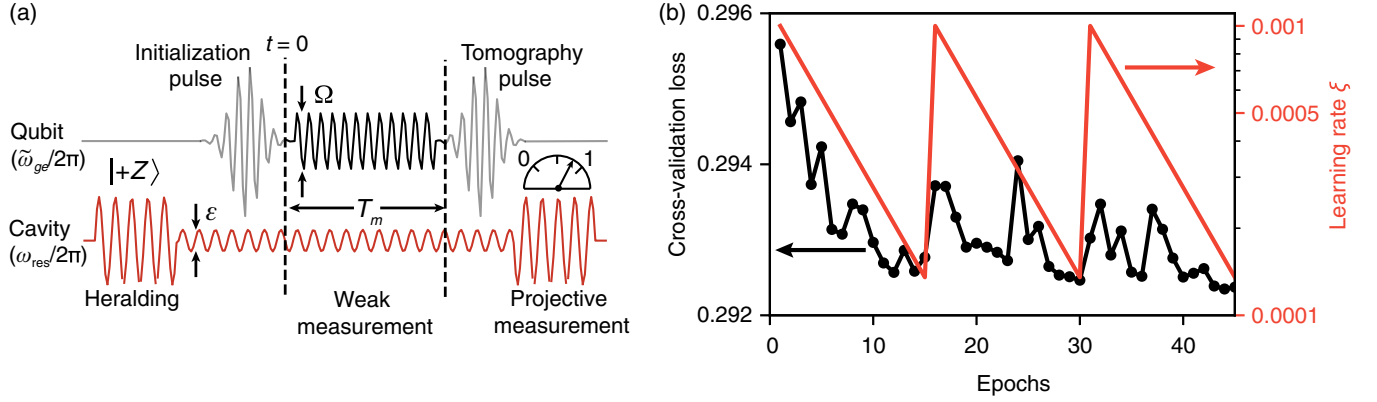 (a)
Initialization
pulse
t = 0
Tomography
pulse
Ω
Qubit
(ω̃ge/2π)
|+Z⟩
0
1
ε
Tm
Cavity
(ωres/2π)
Heralding
Weak
measurement
Projective
measurement
(b)
0.296
0.294
0.292
Cross-validation loss
0
10
20
30
40
Epochs
0.001
0.0005
0.0001
Learning rate ξ